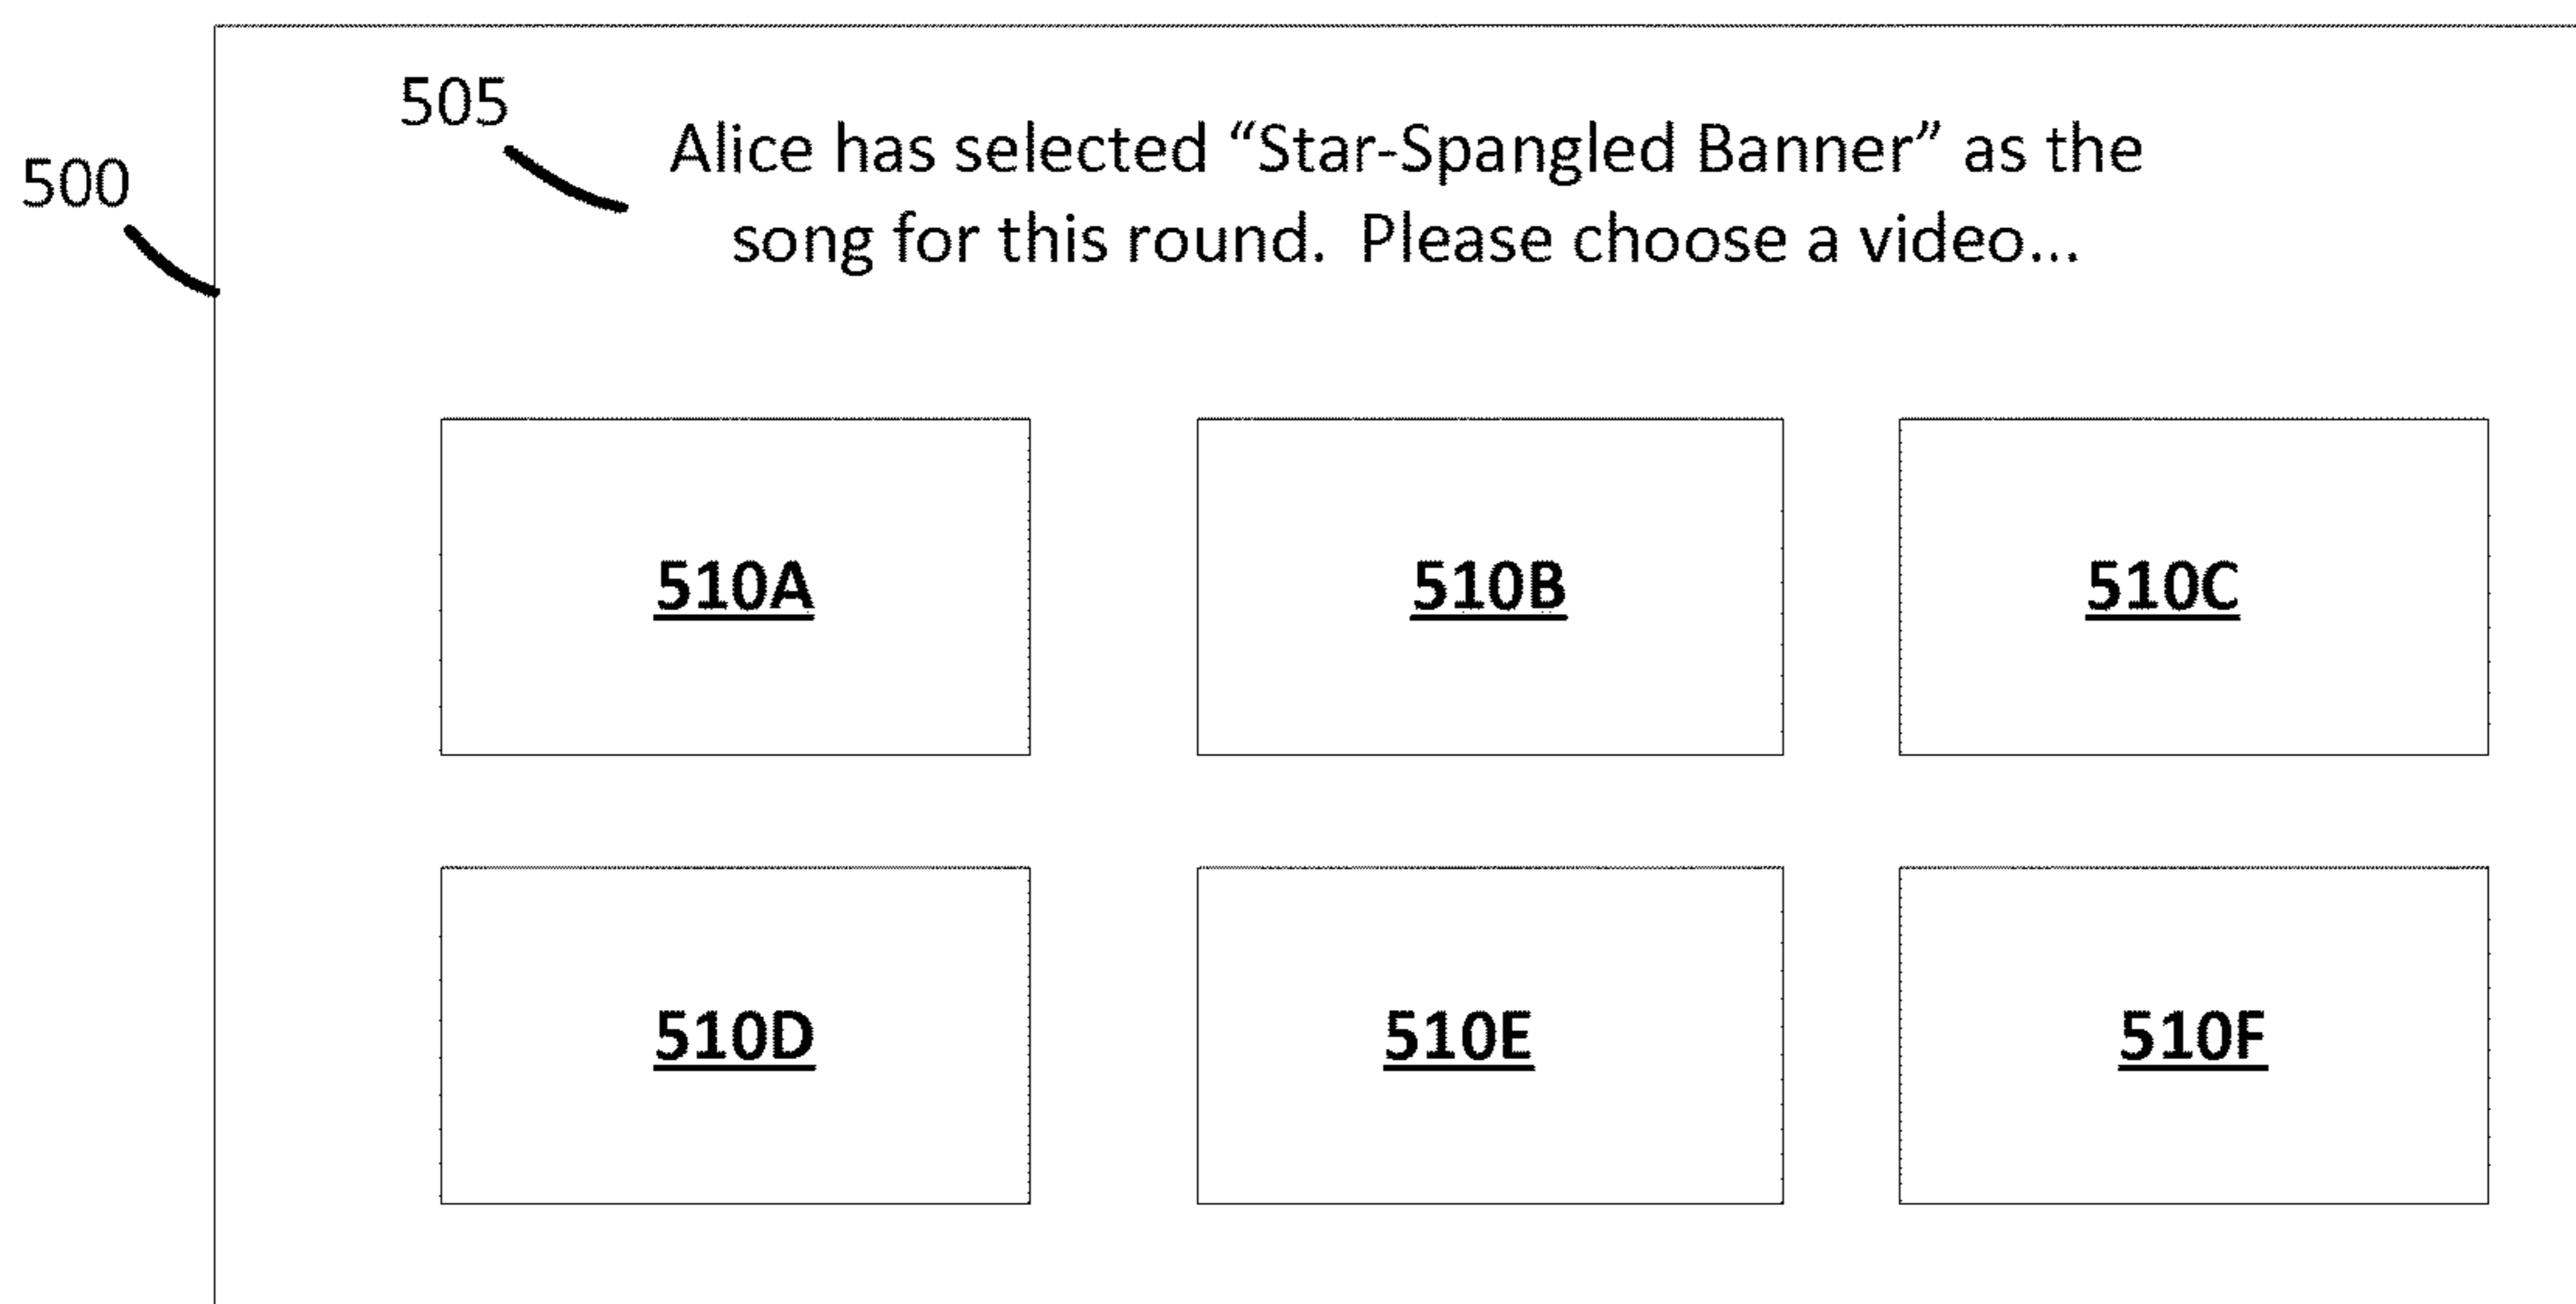 505
Alice has selected “Star-Spangled Banner” as the
500
song for this round.  Please choose a video...
510A
510B
510C
510D
510E
510F